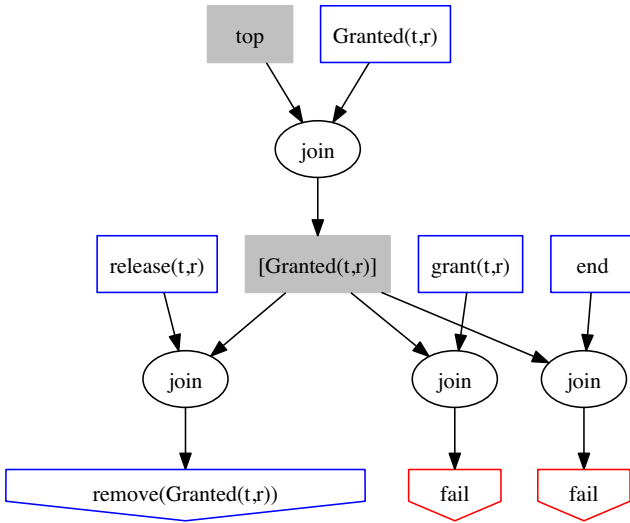 top
Granted(t,r)
join
release(t,r)
[Granted(t,r)]
grant(t,r)
end
join
join
join
remove(Granted(t,r))
fail
fail